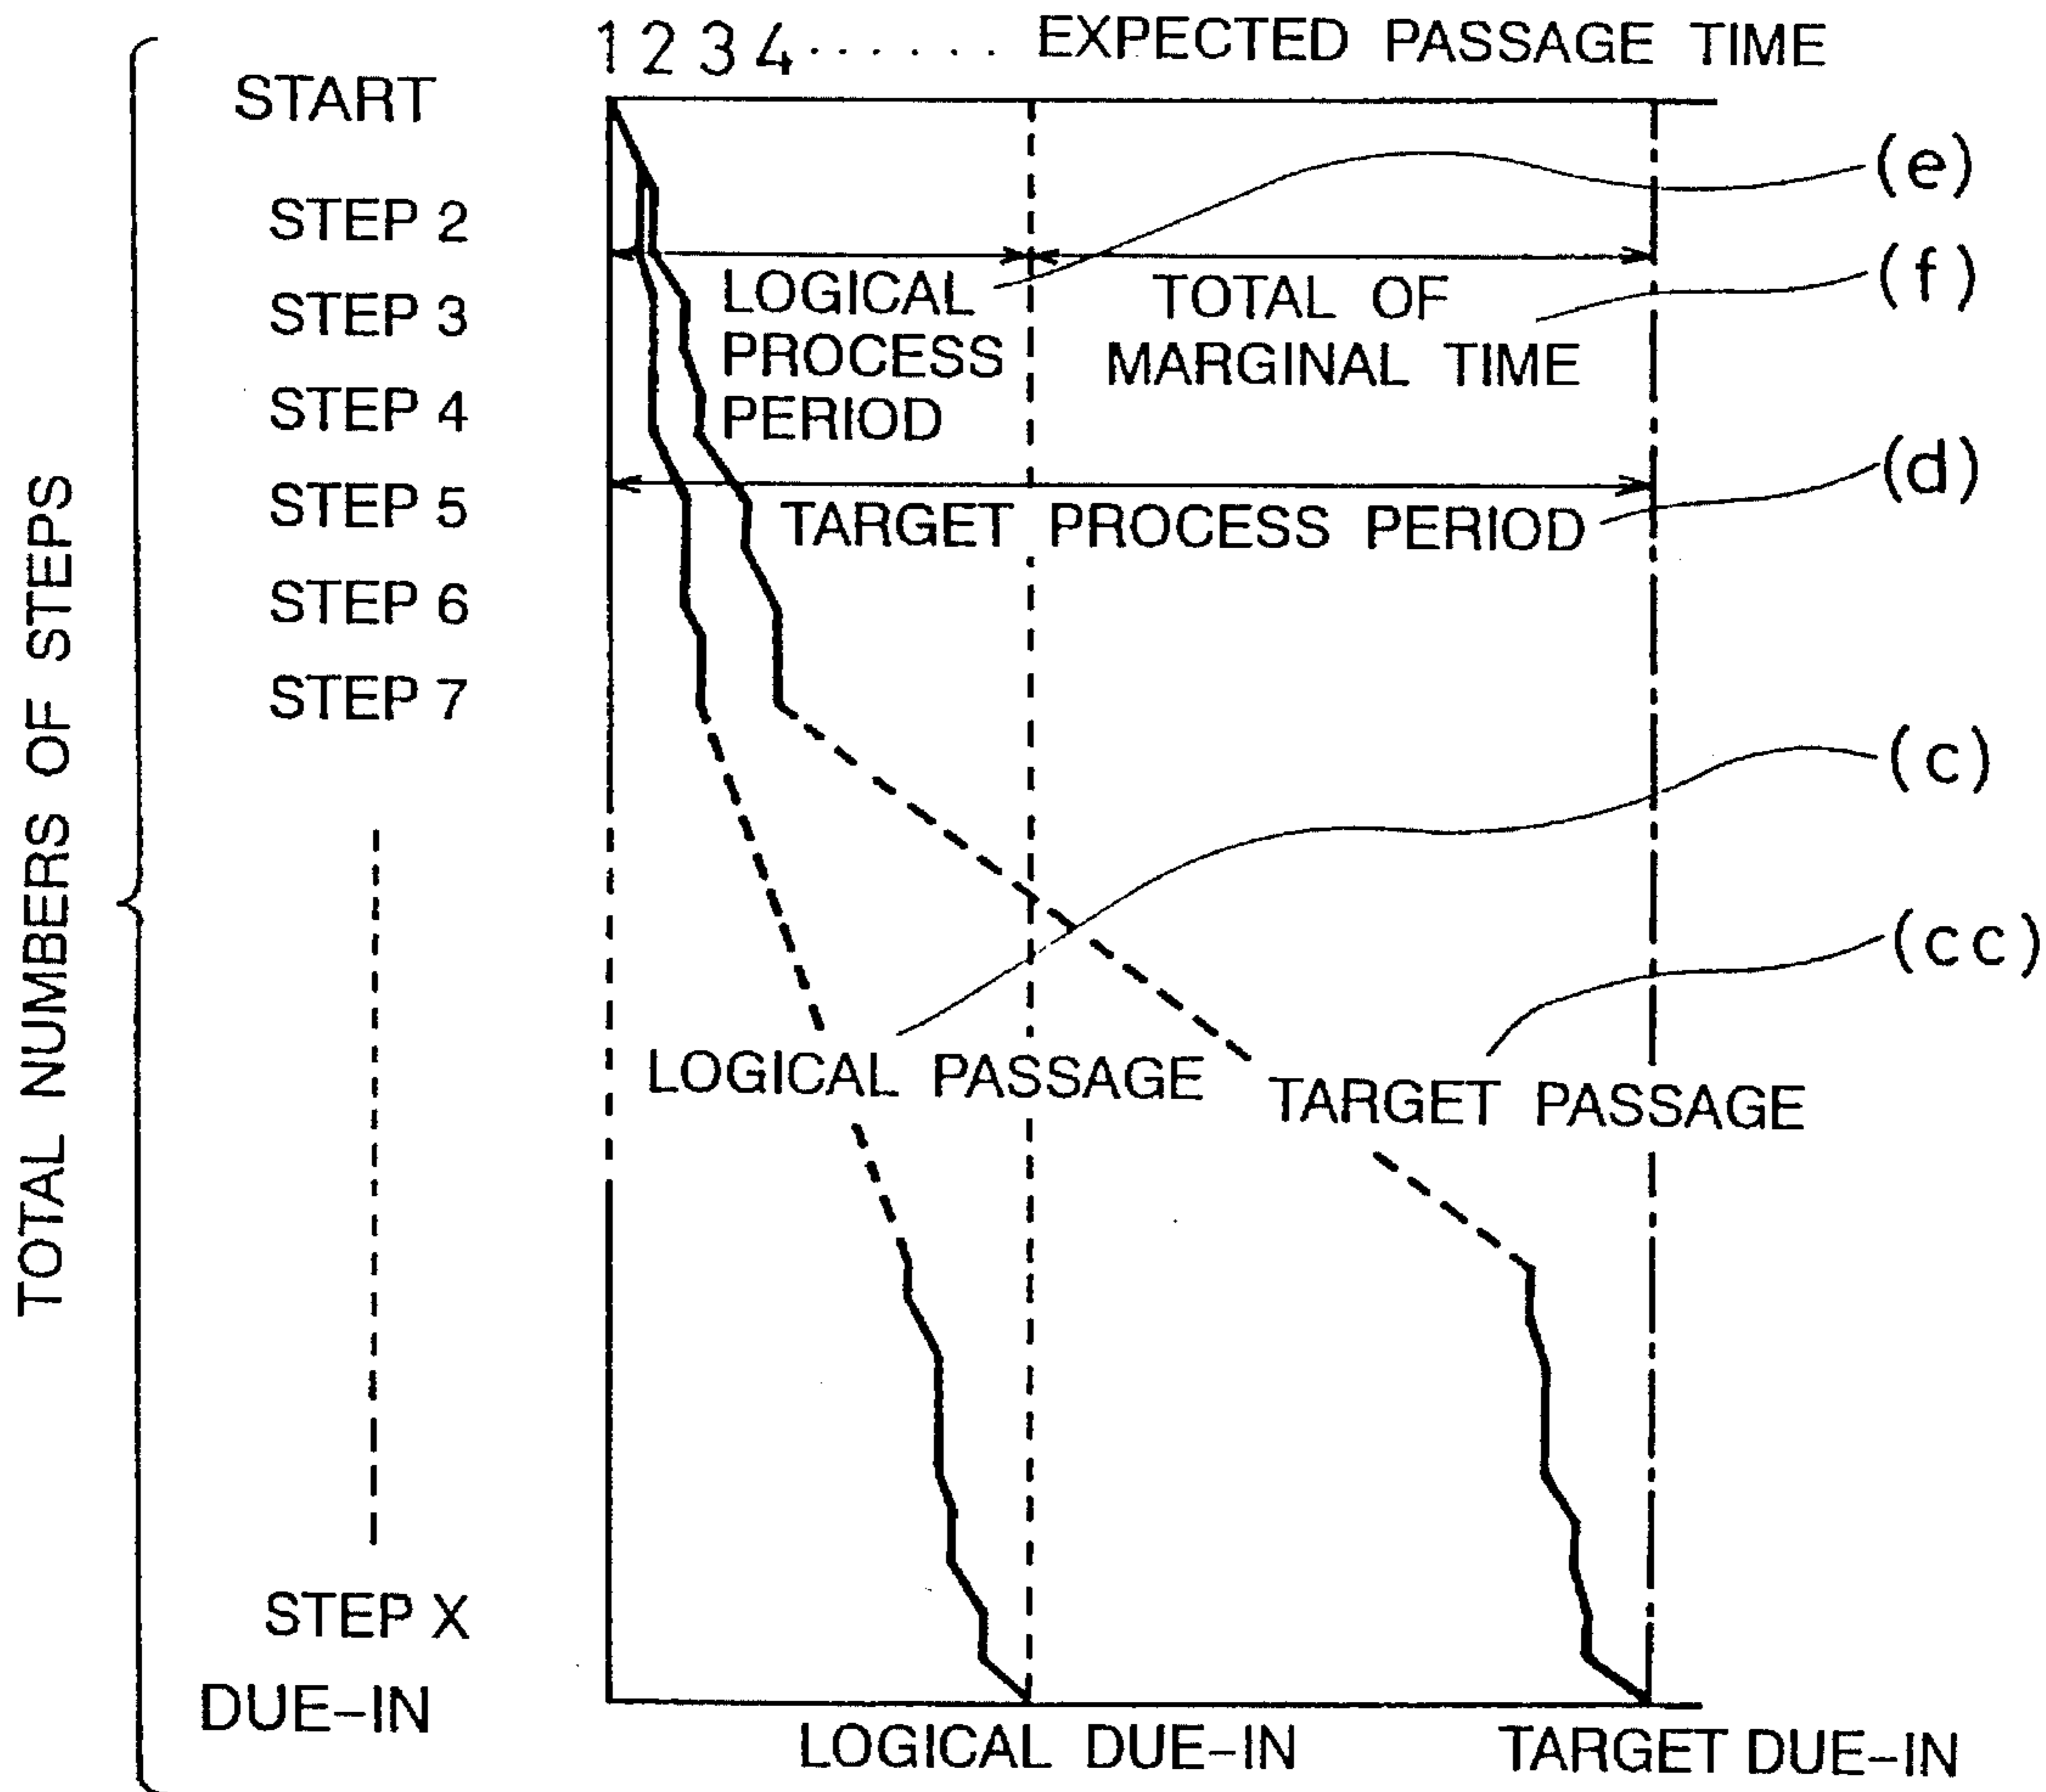 1 2 3 4 . . . . . . EXPECTED PASSAGE TIME
START
(e)
STEP 2
(f)
LOGICAL
PROCESS
PERIOD
TOTAL OF
MARGINAL TIME
STEP 3
STEP 4
(d)
STEP 5
TARGET PROCESS PERIOD
STEP 6
STEP 7
(c)
TOTAL NUMBERS OF STEPS
(cc)
LOGICAL PASSAGE
TARGET PASSAGE
STEP X
DUE-IN
LOGICAL DUE-IN
TARGET DUE-IN